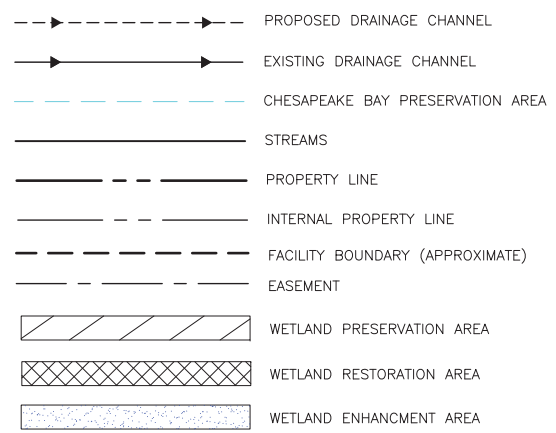 PROPOSED DRAINAGE CHANNEL
EXISTING DRAINAGE CHANNEL
CHESAPEAKE BAY PRESERVATION AREA
STREAMS
PROPERTY LINE
INTERNAL PROPERTY LINE
FACILITY BOUNDARY (APPROXIMATE)
EASEMENT
WETLAND PRESERVATION AREA
WETLAND RESTORATION AREA
WETLAND ENHANCMENT AREA